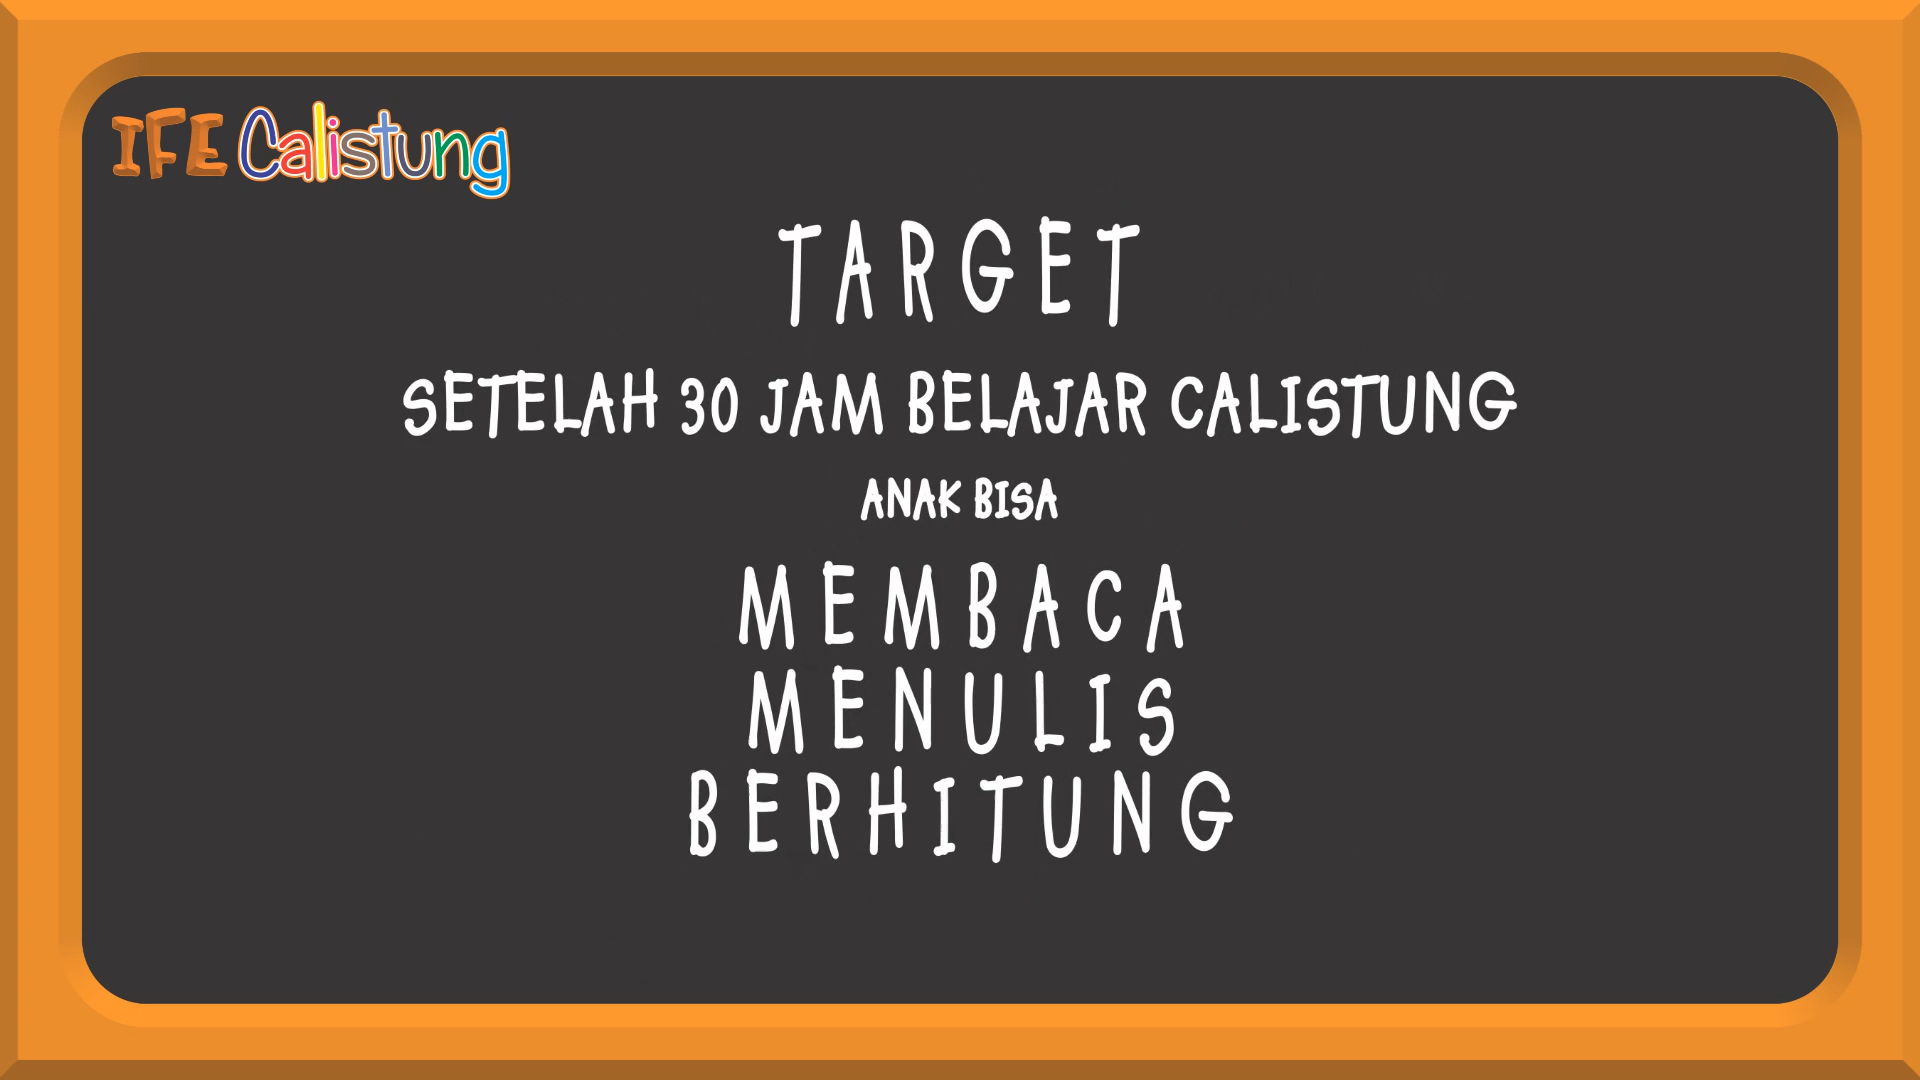 IFE Calistung
TARGET
SETELAH 30 JAM BELAJAR CALISTUNG
ANAK BISA
MEMBACA
MENULIS
BERHITUNG